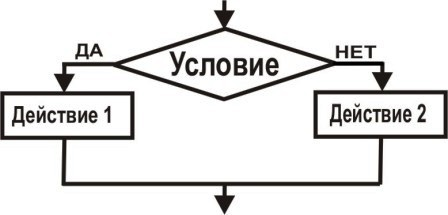 ДА
Условие
НЕТ
Действие 1
Действие 2